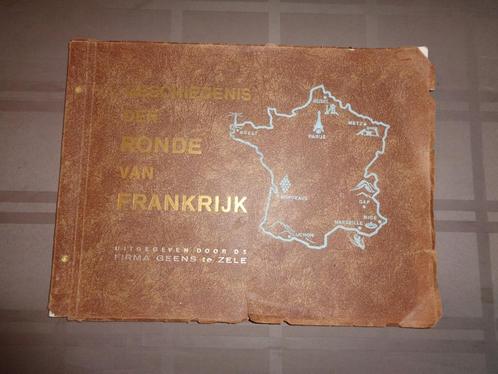 GESCHIEDENIS
DER
RONDE
VAN
FRANKRIJK
UITGEGEVEN DOOR DE
FIRMA GEENS te ZELE
BREST
PARIJS
METZ
BORDEAUX
GAP
NICE
MARSEILLE
LUCHON